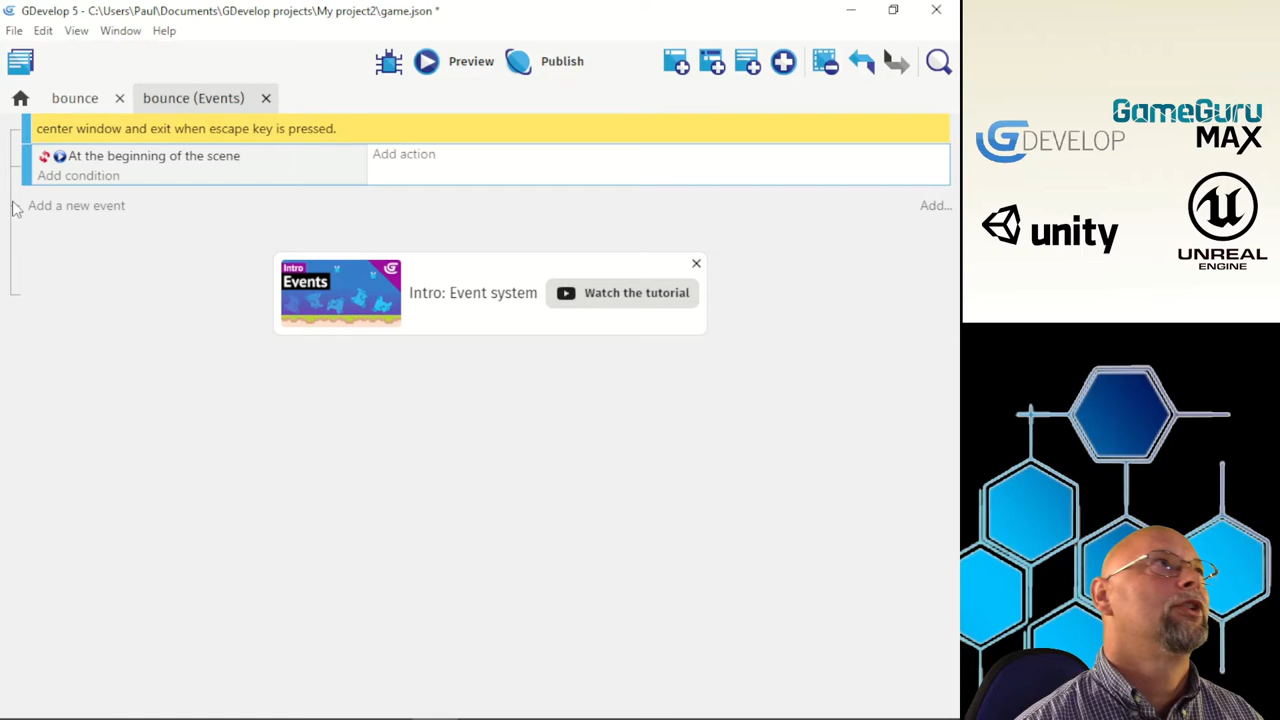 GDevelop 5 - C:\Users\Paul\Documents\GDevelop projects\My project2\game.json *
File Edit View Window Help
Preview Publish
bounce bounce (Events)
center window and exit when escape key is pressed.
At the beginning of the scene
Add action
Add condition
Add a new event
Add...
Intro
Events
Intro: Event system
Watch the tutorial
GAMEGURU
MAX
GDEVELOP
unity
UNREAL
ENGINE